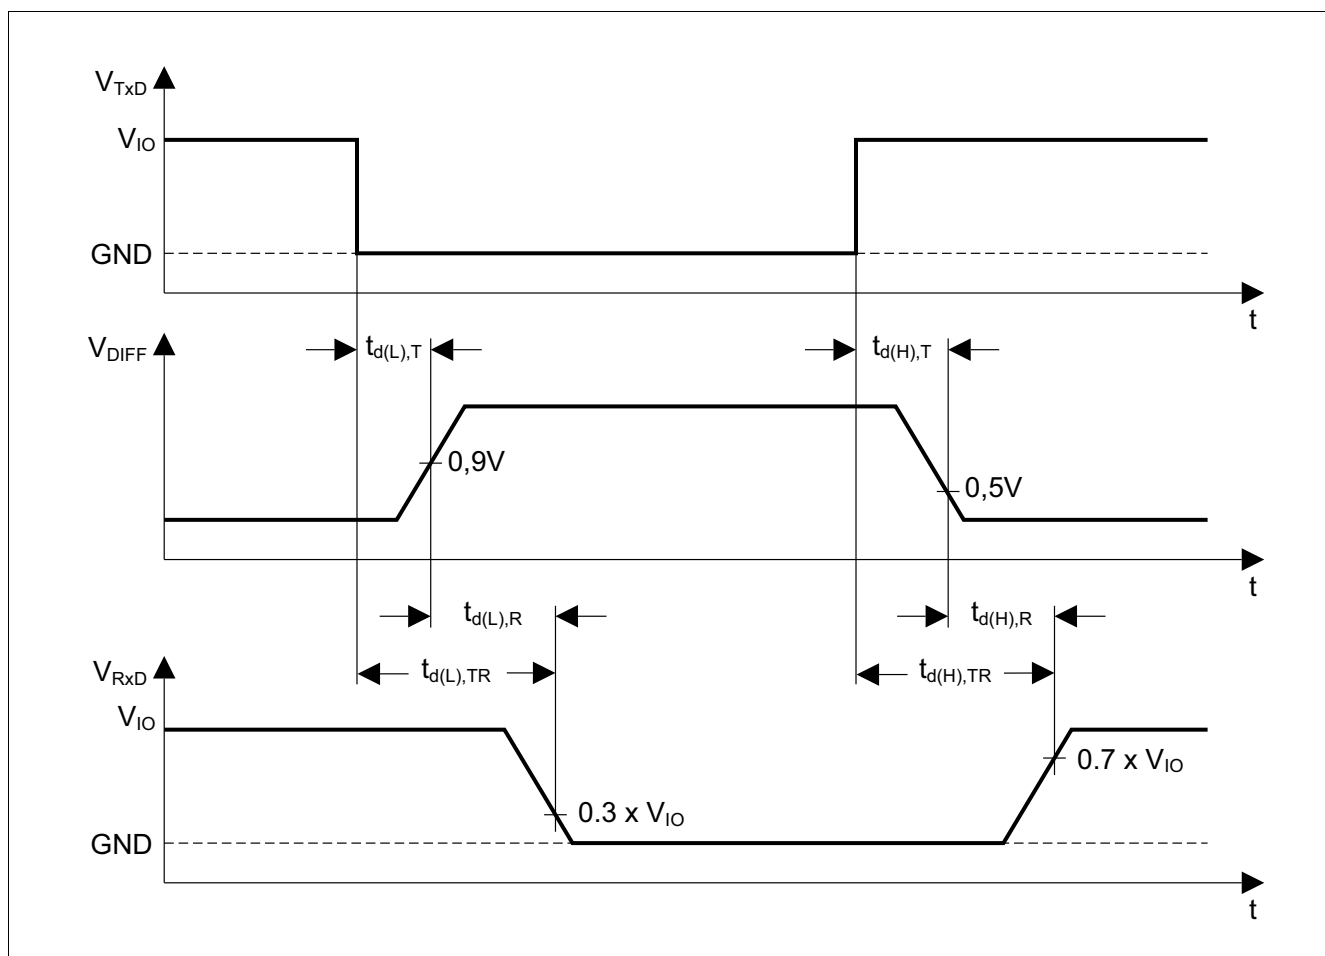 VTxD
VIO
GND
t
VDIFF
td(L),T
td(H),T
0,9V
0,5V
t
td(L),R
td(H),R
VRxD
td(L),TR
td(H),TR
VIO
0.7 x VIO
0.3 x VIO
GND
t